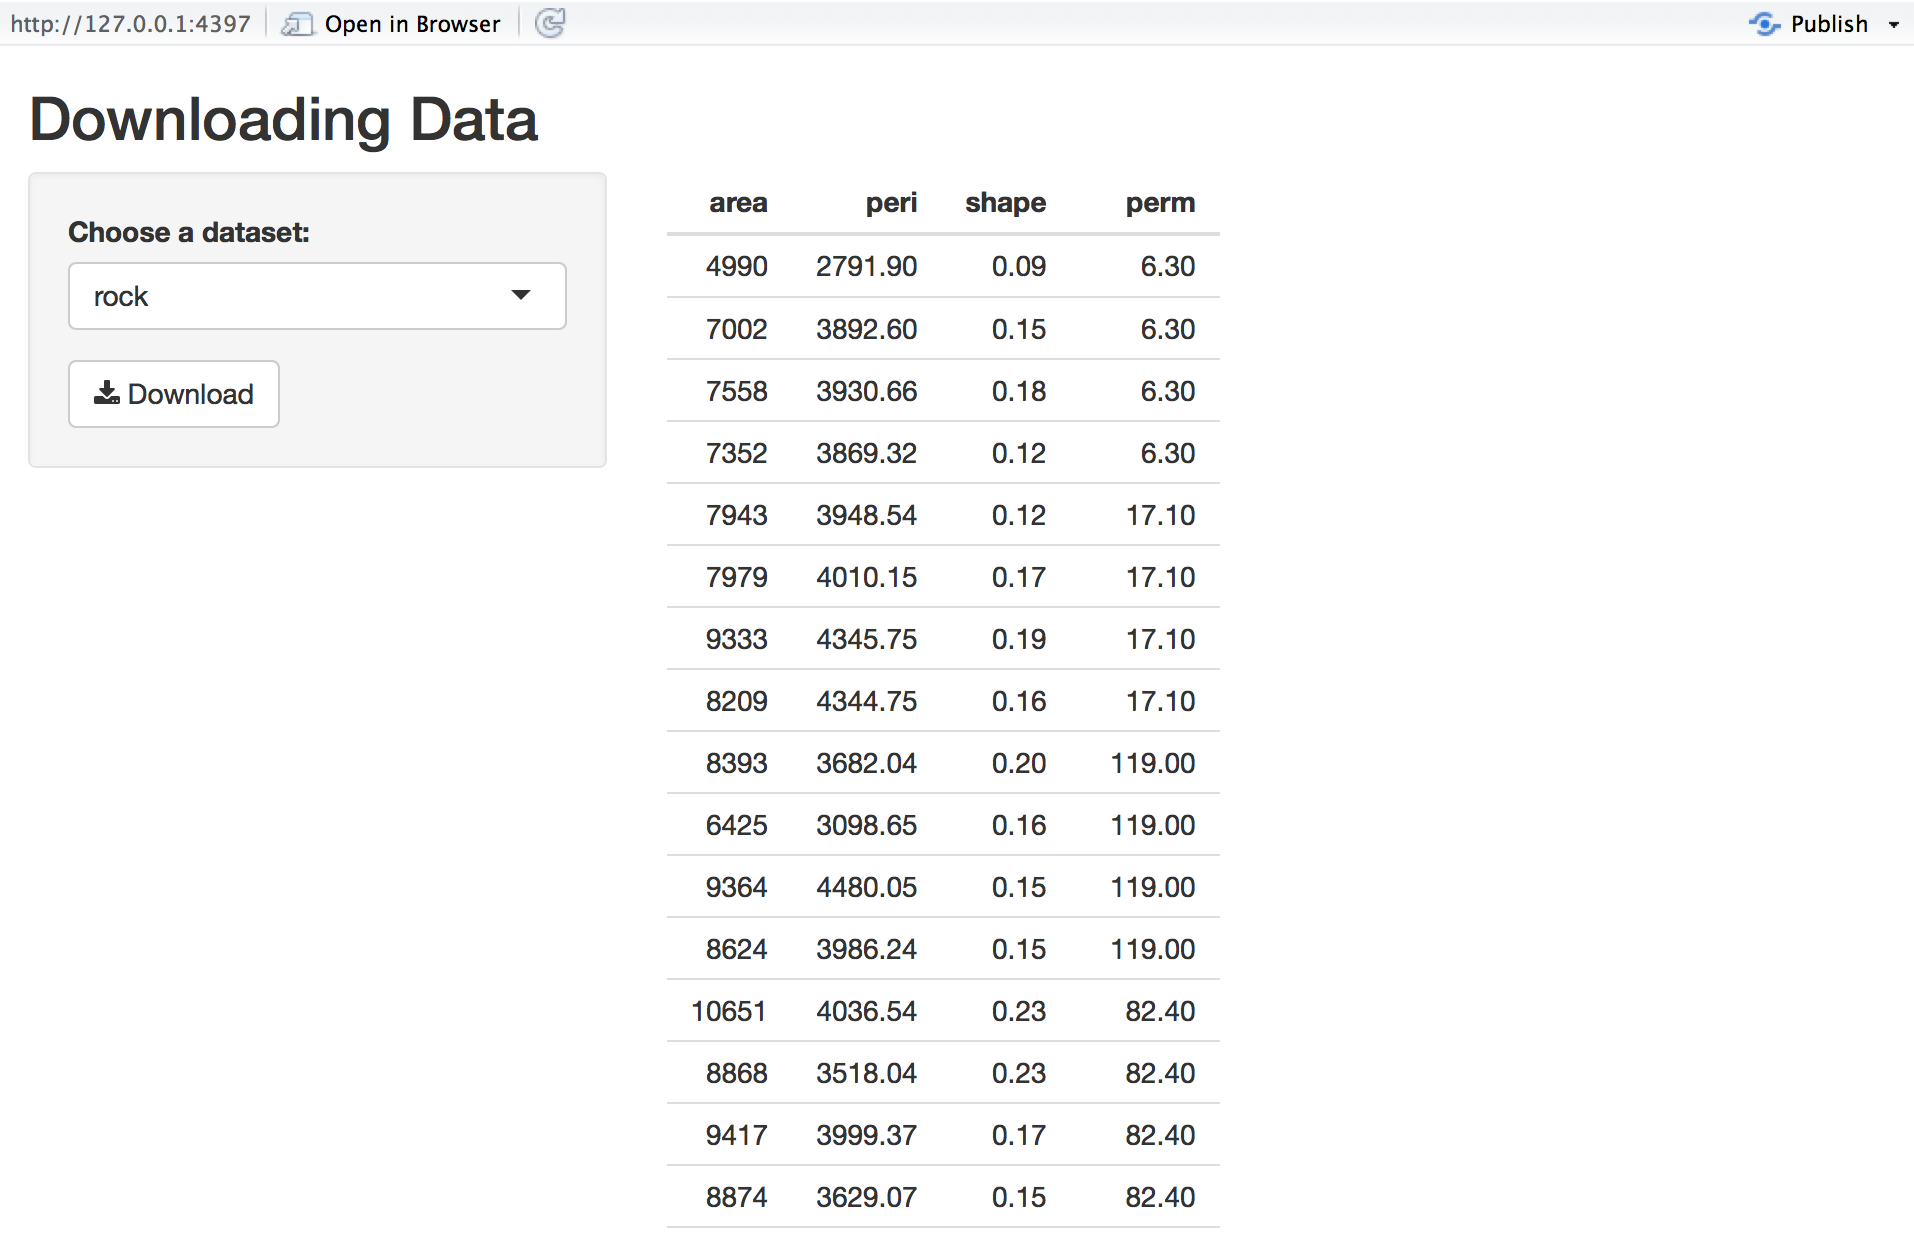 http://127.0.0.1:4397 Open in Browser Publish
Downloading Data
Choose a dataset:
rock
Download
area peri shape perm
4990 2791.90 0.09 6.30
7002 3892.60 0.15 6.30
7558 3930.66 0.18 6.30
7352 3869.32 0.12 6.30
7943 3948.54 0.12 17.10
7979 4010.15 0.17 17.10
9333 4345.75 0.19 17.10
8209 4344.75 0.16 17.10
8393 3682.04 0.20 119.00
6425 3098.65 0.16 119.00
9364 4480.05 0.15 119.00
8624 3986.24 0.15 119.00
10651 4036.54 0.23 82.40
8868 3518.04 0.23 82.40
9417 3999.37 0.17 82.40
8874 3629.07 0.15 82.40